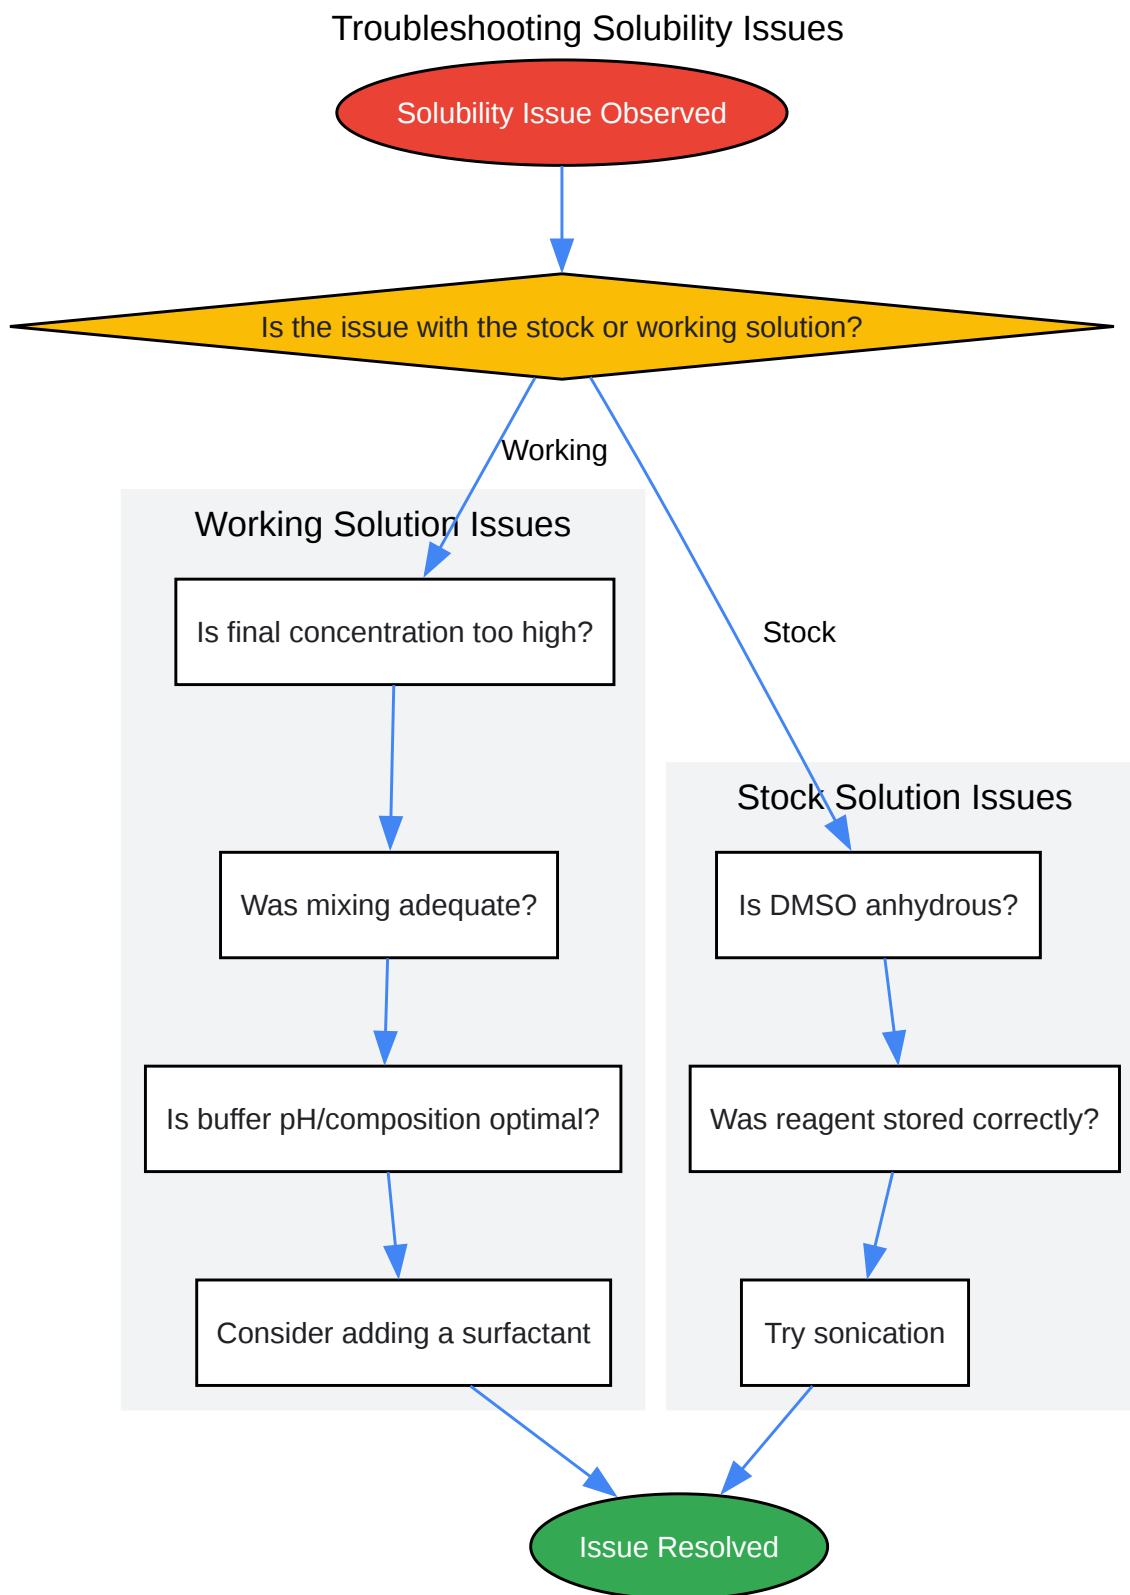 Troubleshooting Solubility Issues
Solubility Issue Observed
Is the issue with the stock or working solution?
Working
Working Solution Issues
Is final concentration too high?
Stock
Stock Solution Issues
Was mixing adequate?
Is DMSO anhydrous?
Is buffer pH/composition optimal?
Was reagent stored correctly?
Consider adding a surfactant
Try sonication
Issue Resolved